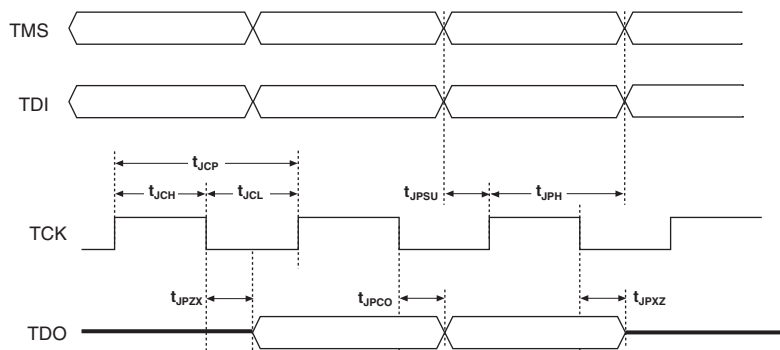 TMS
TDI
tJCP
tJCH
tJCL
tJPSU
tJPH
TCK
tJPZX
tJPCO
tJPXZ
TDO